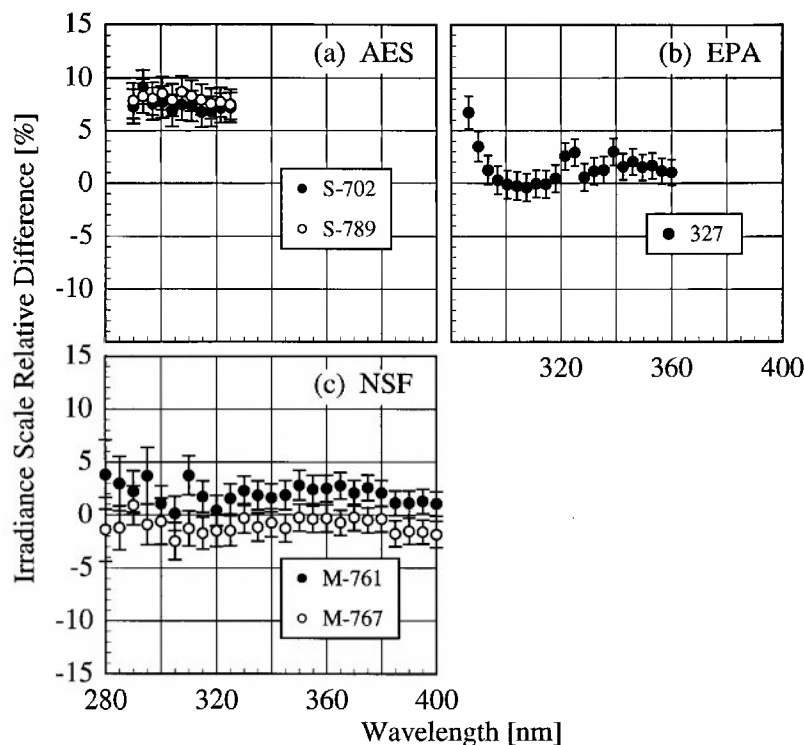 Irradiance Scale Relative Difference [%]
(a) AES
15
10
5
0
-5
-10
S-702
S-789
(b) EPA
327
320
360
400
(c) NSF
15
10
5
0
-5
-10
-15
M-761
M-767
280
320
360
400
Wavelength [nm]